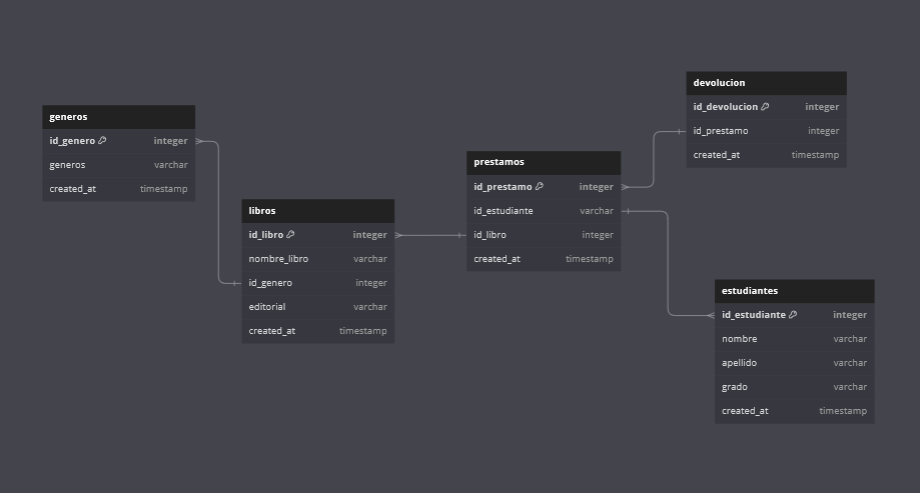 generos
id_genero integer
generos varchar
created_at timestamp
libros
id_libro integer
nombre_libro varchar
id_genero integer
editorial varchar
created_at timestamp
prestamos
id_prestamo integer
id_estudiante varchar
id_libro integer
created_at timestamp
devolucion
id_devolucion integer
id_prestamo integer
created_at timestamp
estudiantes
id_estudiante integer
nombre varchar
apellido varchar
grado varchar
created_at timestamp